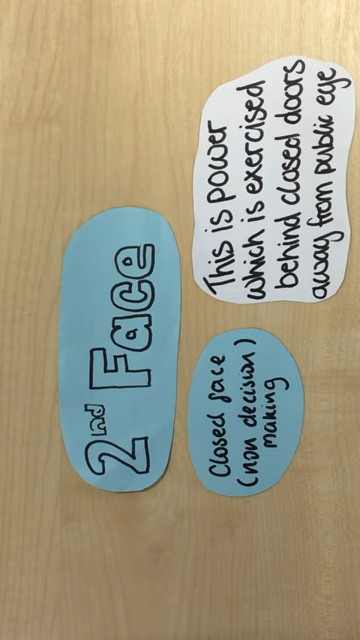 2nd Face
Closed face
(non decision)
making
This is power
which is exercised
behind closed doors
away from public eye